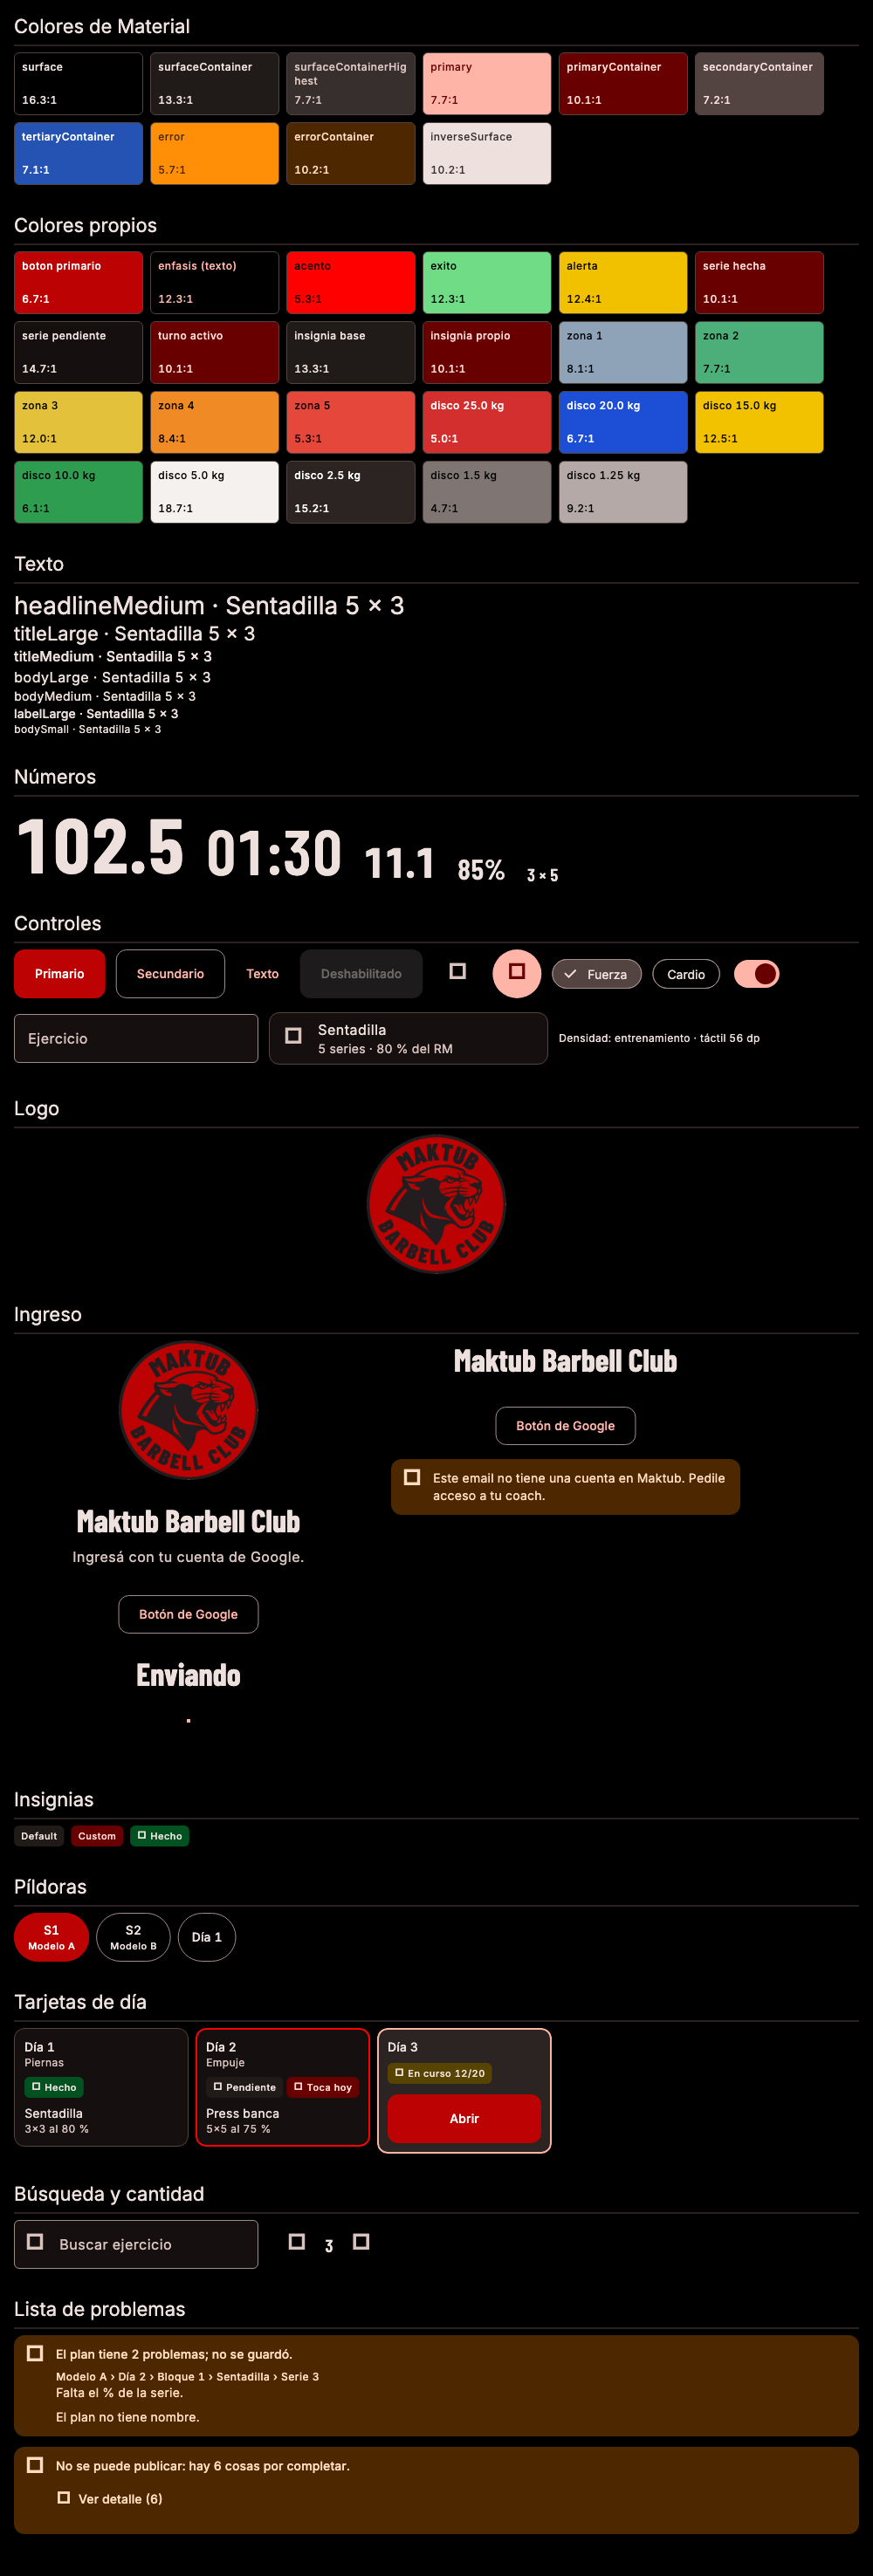 Colores de Material
surface
16.3:1
surfaceContainer
13.3:1
surfaceContainerHig
hest
7.7:1
primary
7.7:1
primaryContainer
10.1:1
secondaryContainer
7.2:1
tertiaryContainer
7.1:1
error
5.7:1
errorContainer
10.2:1
inverseSurface
10.2:1
Colores propios
boton primario
6.7:1
enfasis (texto)
12.3:1
acento
5.3:1
exito
12.3:1
alerta
12.4:1
serie hecha
10.1:1
serie pendiente
14.7:1
turno activo
10.1:1
insignia base
13.3:1
insignia propio
10.1:1
zona 1
8.1:1
zona 2
7.7:1
zona 3
12.0:1
zona 4
8.4:1
zona 5
5.3:1
disco 25.0 kg
5.0:1
disco 20.0 kg
6.7:1
disco 15.0 kg
12.5:1
disco 10.0 kg
6.1:1
disco 5.0 kg
18.7:1
disco 2.5 kg
15.2:1
disco 1.5 kg
4.7:1
disco 1.25 kg
9.2:1
Texto
headlineMedium · Sentadilla 5 × 3
titleLarge · Sentadilla 5 × 3
titleMedium · Sentadilla 5 × 3
bodyLarge · Sentadilla 5 × 3
bodyMedium · Sentadilla 5 × 3
labelLarge · Sentadilla 5 × 3
bodySmall · Sentadilla 5 × 3
Números
102.5 01:30 11.1 85% 3 × 5
Controles
Primario
Secundario
Texto
Deshabilitado
Fuerza
Cardio
Ejercicio
Sentadilla
5 series · 80 % del RM
Densidad: entrenamiento · táctil 56 dp
Logo
MAKTUB
BARBELL CLUB
Ingreso
MAKTUB
BARBELL CLUB
Maktub Barbell Club
Ingresá con tu cuenta de Google.
Botón de Google
Maktub Barbell Club
Botón de Google
Este email no tiene una cuenta en Maktub. Pedile
acceso a tu coach.
Enviando
Insignias
Default
Custom
Hecho
Píldoras
S1
Modelo A
S2
Modelo B
Día 1
Tarjetas de día
Día 1
Piernas
Hecho
Sentadilla
3×3 al 80 %
Día 2
Empuje
Pendiente
Toca hoy
Press banca
5×5 al 75 %
Día 3
En curso 12/20
Abrir
Búsqueda y cantidad
Buscar ejercicio
3
Lista de problemas
El plan tiene 2 problemas; no se guardó.
Modelo A › Día 2 › Bloque 1 › Sentadilla › Serie 3
Falta el % de la serie.
El plan no tiene nombre.
No se puede publicar: hay 6 cosas por completar.
Ver detalle (6)